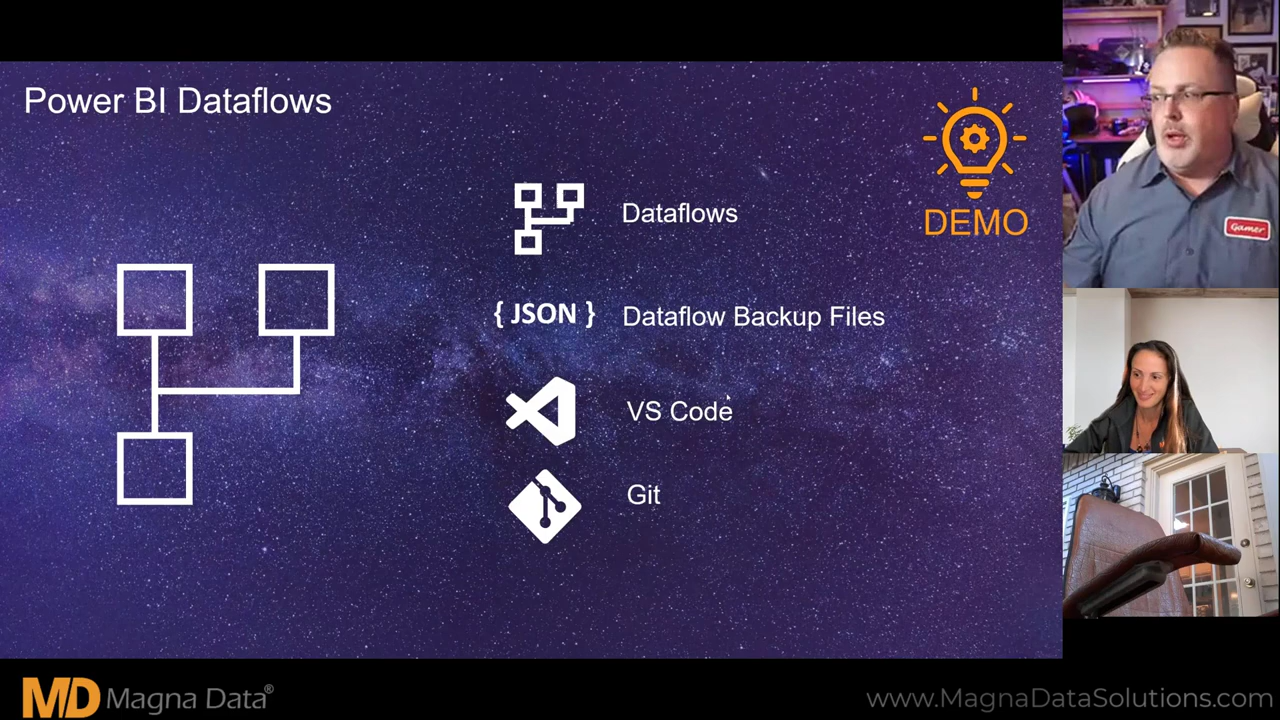 Power BI Dataflows
DEMO
Dataflows
{ JSON } Dataflow Backup Files
VS Code
Git
Gamer
MD Magna Data®
www.MagnaDataSolutions.com